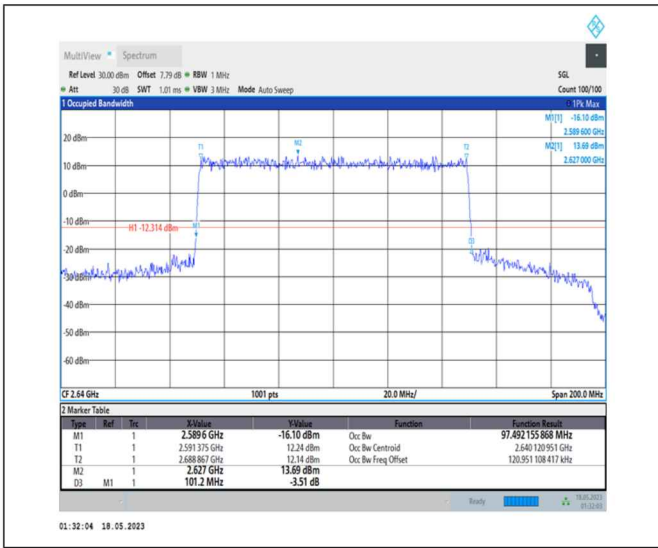 MultiView Spectrum
Ref Level 30.00 dBm Offset 7.79 dB RBW 1 MHz SGL
Att 30 dB SWT 1.01 ms VBW 3 MHz Mode Auto Sweep Count 100/100
1 Occupied Bandwidth 1Pk Max
M1[1] -16.10 dBm
2.589 600 GHz
M2[1] 13.69 dBm
2.627 000 GHz
20 dBm
T1 M2 T2
10 dBm
0 dBm
-10 dBm
H1 -12.314 dBm M1
-20 dBm
D3
-30 dBm
-40 dBm
-50 dBm
-60 dBm
CF 2.64 GHz 1001 pts 20.0 MHz/ Span 200.0 MHz
2 Marker Table
Type Ref Trc X-Value Y-Value Function Function Result
M1 1 2.589 6 GHz -16.10 dBm Occ Bw 97.492 155 868 MHz
T1 1 2.591 375 GHz 12.24 dBm Occ Bw Centroid 2.640 120 951 GHz
T2 1 2.688 867 GHz 12.14 dBm Occ Bw Freq Offset 120.951 108 417 kHz
M2 1 2.627 GHz 13.69 dBm
D3 M1 1 101.2 MHz -3.51 dB
Ready 18.05.2023
01:32:03
01:32:04 18.05.2023